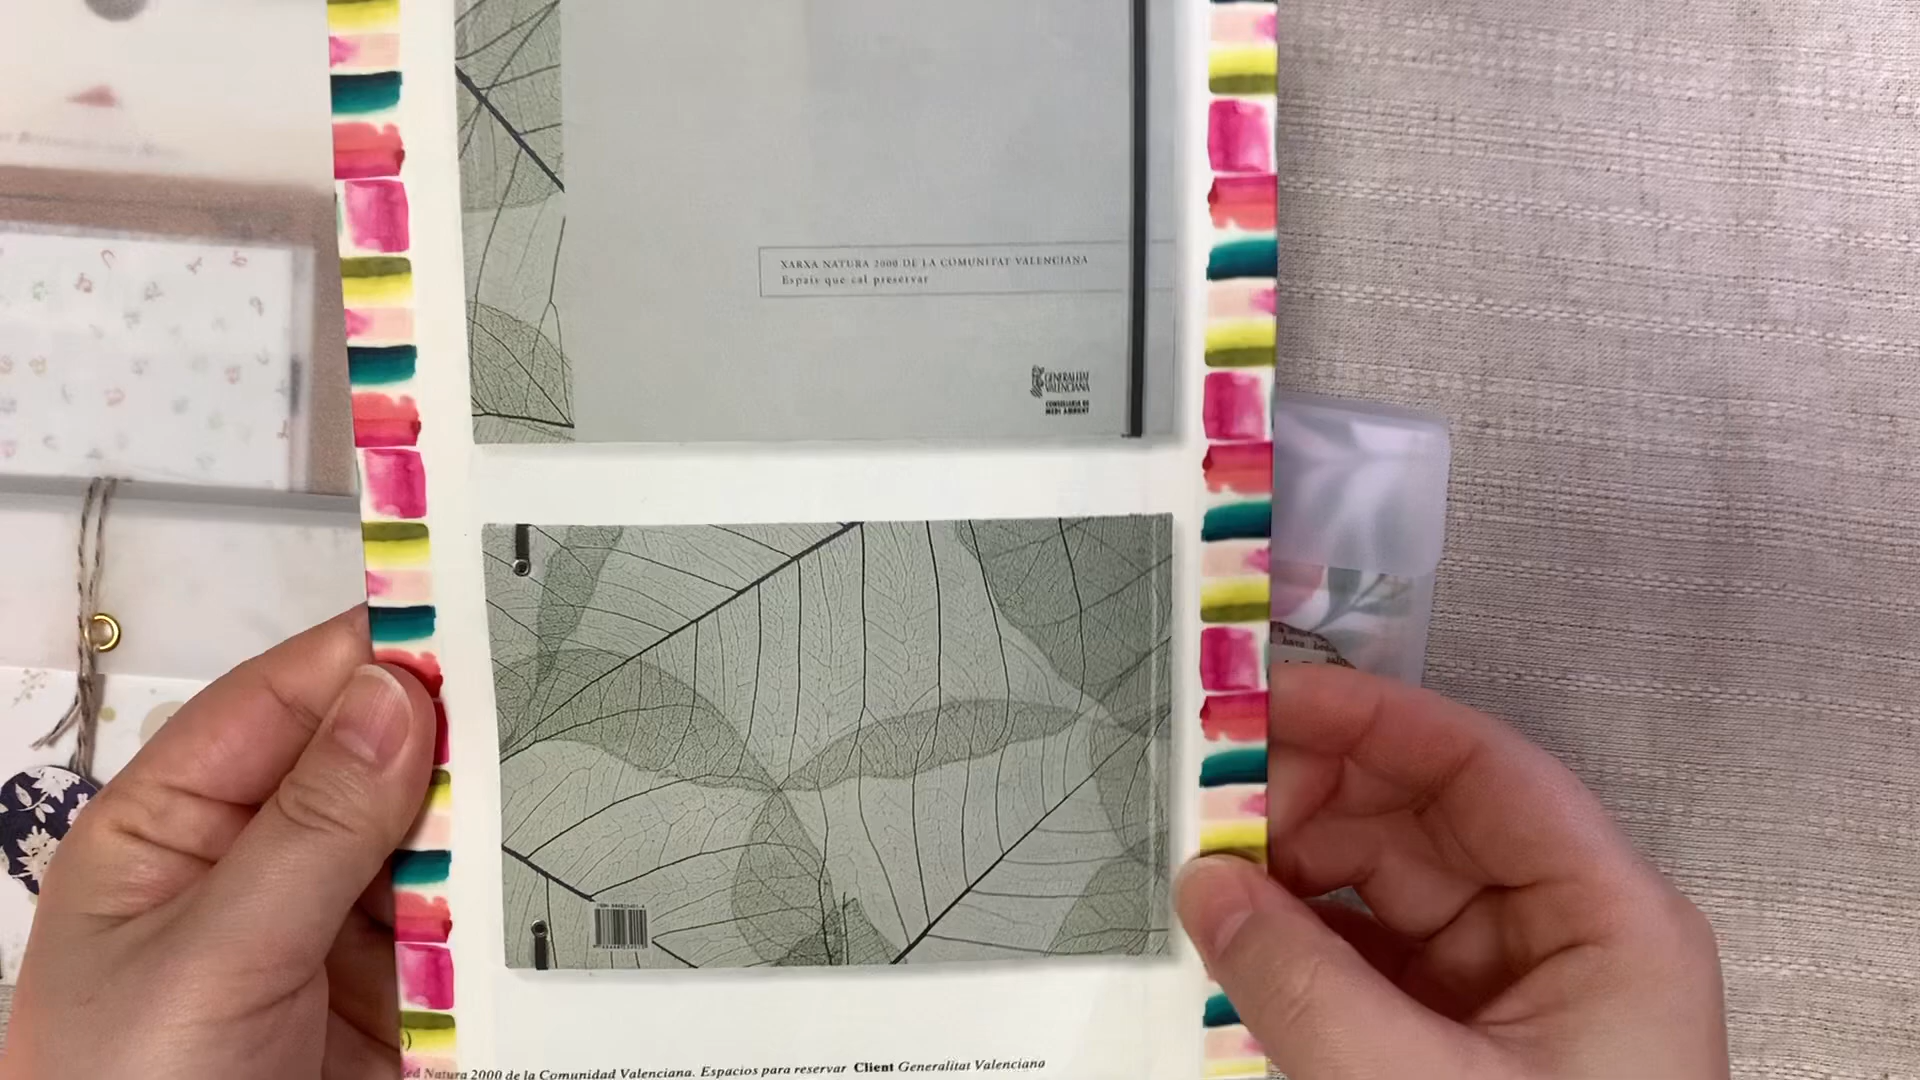 XARXA NATURA 2000 DE LA COMUNITAT VALENCIANA
Espais que cal preservar
GENERALITAT
VALENCIANA
CONSELLERIA DE
MEDI AMBIENT
ed Natura 2000 de la Comunidad Valenciana. Espacios para reservar Client Generalitat Valenciana